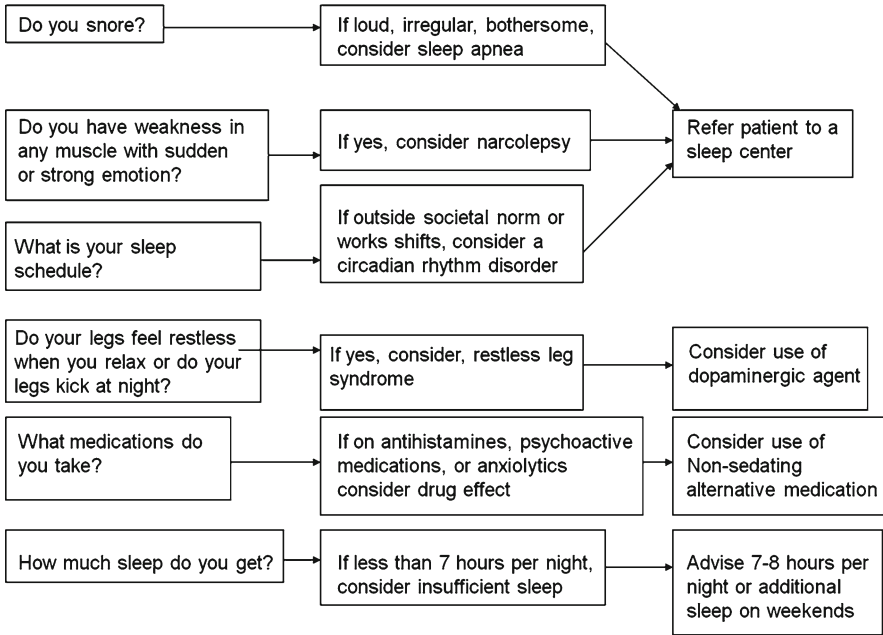 Do you snore?
If loud, irregular, bothersome,
consider sleep apnea
Do you have weakness in
any muscle with sudden
or strong emotion?
If yes, consider narcolepsy
Refer patient to a
sleep center
What is your sleep
schedule?
If outside societal norm or
works shifts, consider a
circadian rhythm disorder
Do your legs feel restless
when you relax or do your
legs kick at night?
If yes, consider, restless leg
syndrome
Consider use of
dopaminergic agent
What medications do
you take?
If on antihistamines, psychoactive
medications, or anxiolytics
consider drug effect
Consider use of
Non-sedating
alternative medication
How much sleep do you get?
If less than 7 hours per night,
consider insufficient sleep
Advise 7-8 hours per
night or additional
sleep on weekends